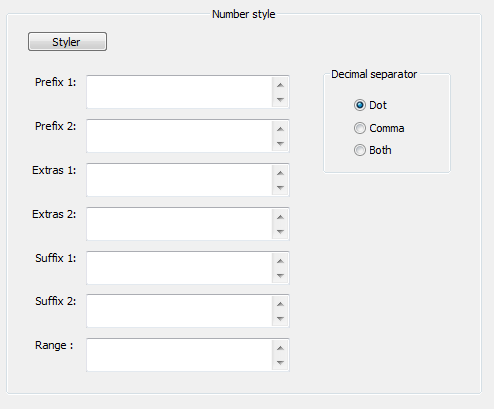 Number style
Styler
Prefix 1:
Prefix 2:
Extras 1:
Extras 2:
Suffix 1:
Suffix 2:
Range :
Decimal separator
Dot
Comma
Both